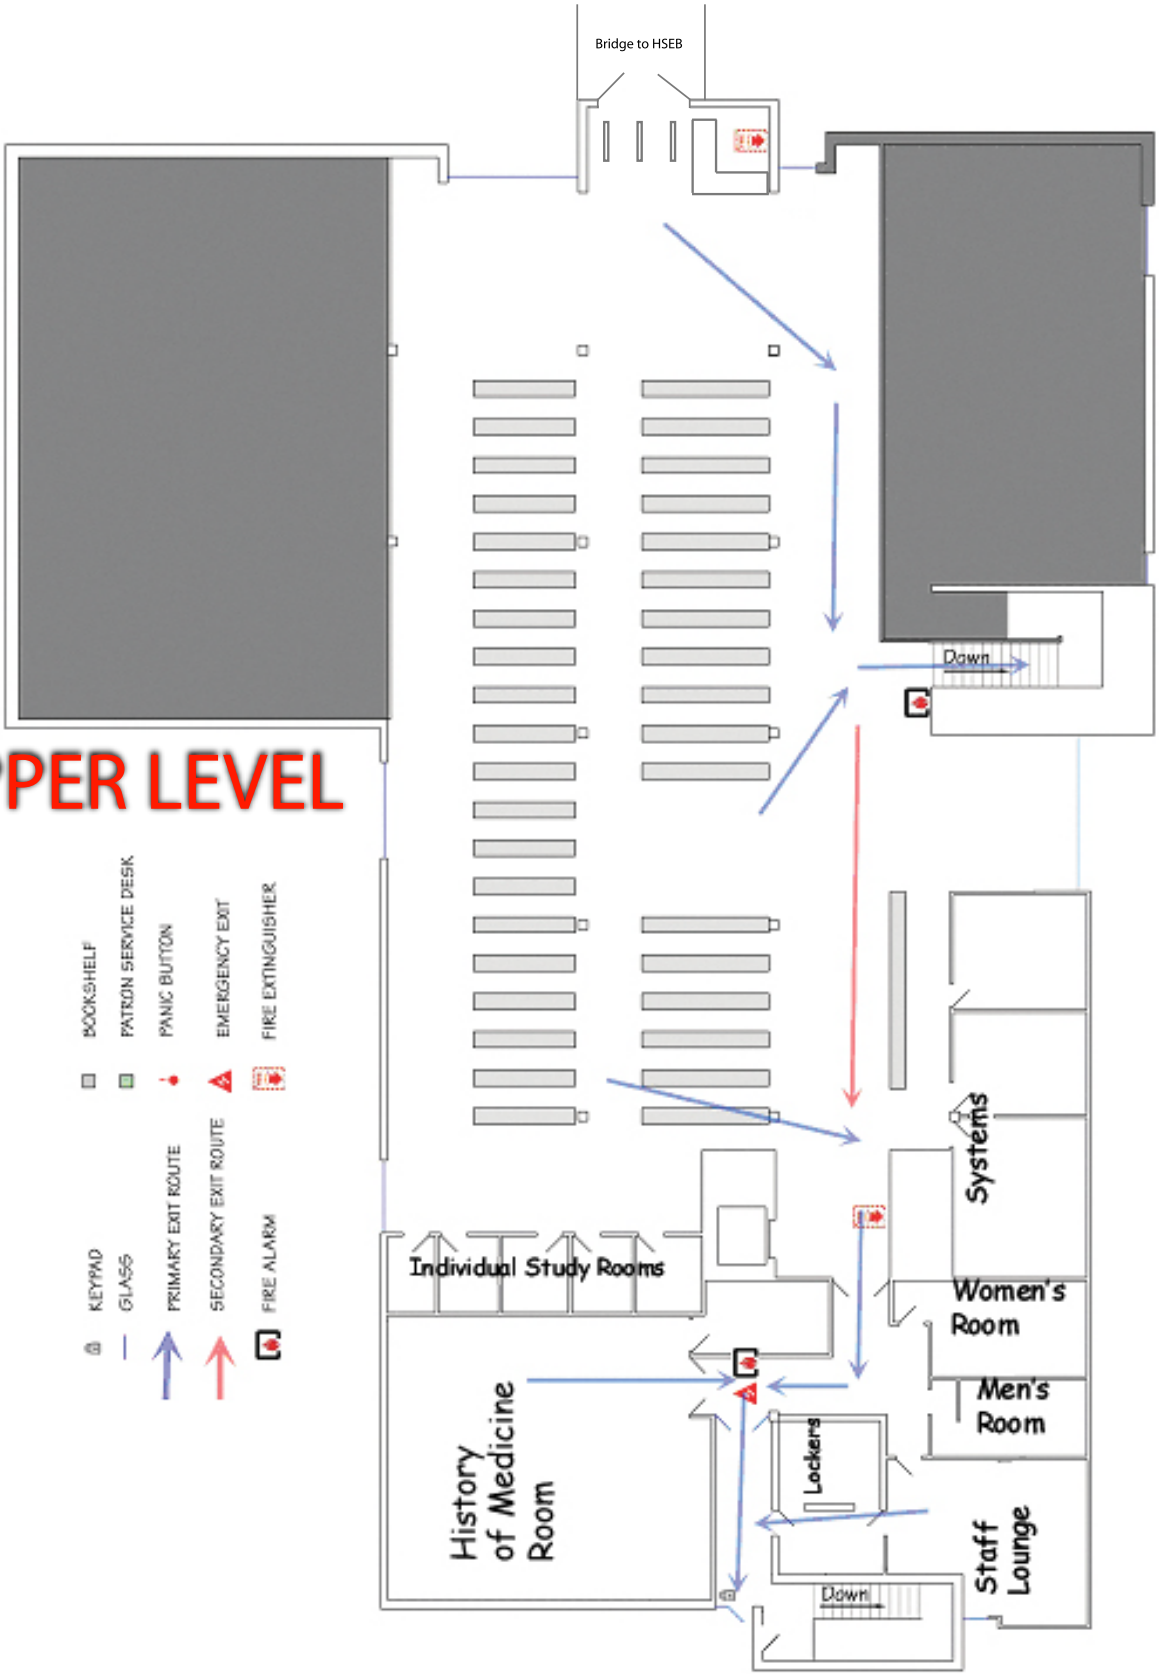 Bridge to HSEB
Down
PPER LEVEL
BOOKSHELF
PATRON SERVICE DESK
PANIC BUTTON
EMERGENCY EXIT
FIRE EXTINGUISHER
KEYPAD
GLASS
PRIMARY EXIT ROUTE
SECONDARY EXIT ROUTE
FIRE ALARM
Systems
Individual Study Rooms
Women's
Room
Men's
Room
History
of Medicine
Room
Lockers
Staff
Lounge
Down